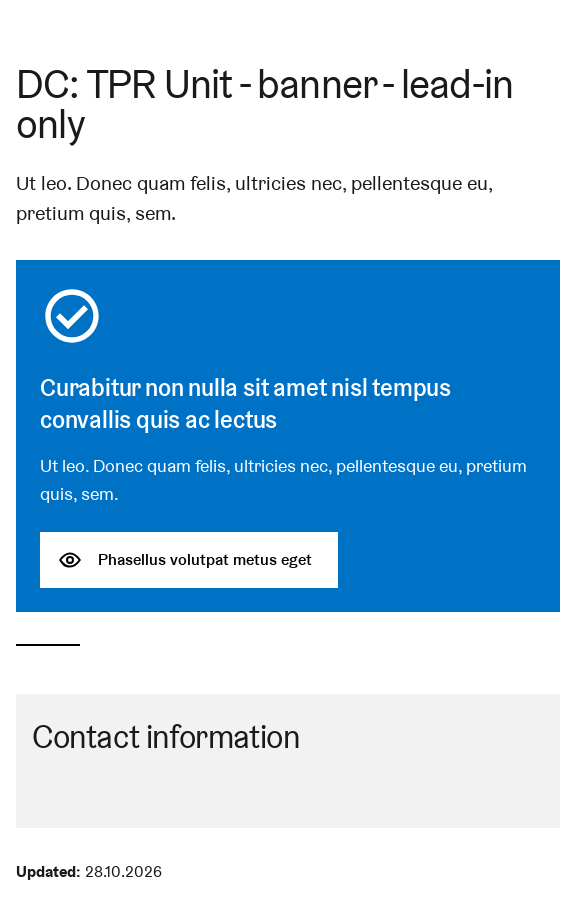 DC: TPR Unit - banner - lead-in
only
Ut leo. Donec quam felis, ultricies nec, pellentesque eu,
pretium quis, sem.
Curabitur non nulla sit amet nisl tempus
convallis quis ac lectus
Ut leo. Donec quam felis, ultricies nec, pellentesque eu, pretium
quis, sem.
Phasellus volutpat metus eget
Contact information
Updated: 28.10.2026